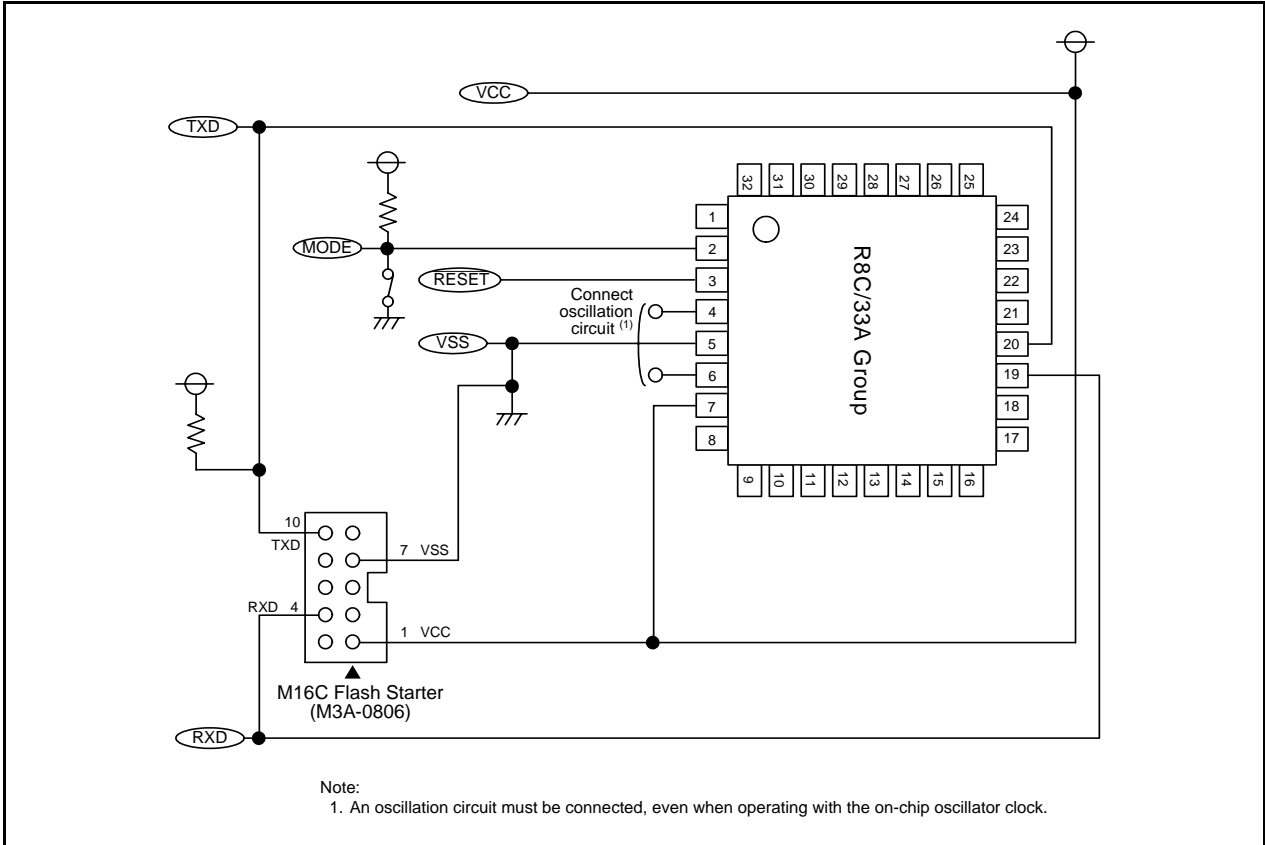 VCC
TXD
32 31 30 29 28 27 26 25
1
2
3
4
5
6
7
8
24
23
22
21
20
19
18
17
9 10 11 12 13 14 15 16
R8C/33A Group
MODE
RESET
Connect
oscillation
circuit (1)
VSS
10
TXD
7 VSS
RXD 4
1 VCC
M16C Flash Starter
(M3A-0806)
RXD
Note:
1. An oscillation circuit must be connected, even when operating with the on-chip oscillator clock.